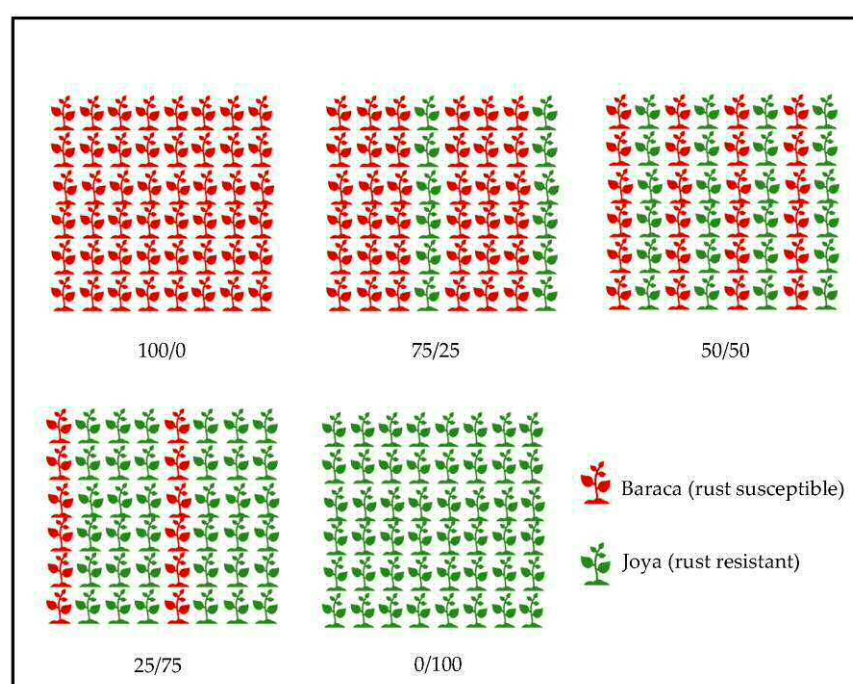 100/0
75/25
50/50
Baraca (rust susceptible)
Joya (rust resistant)
25/75
0/100